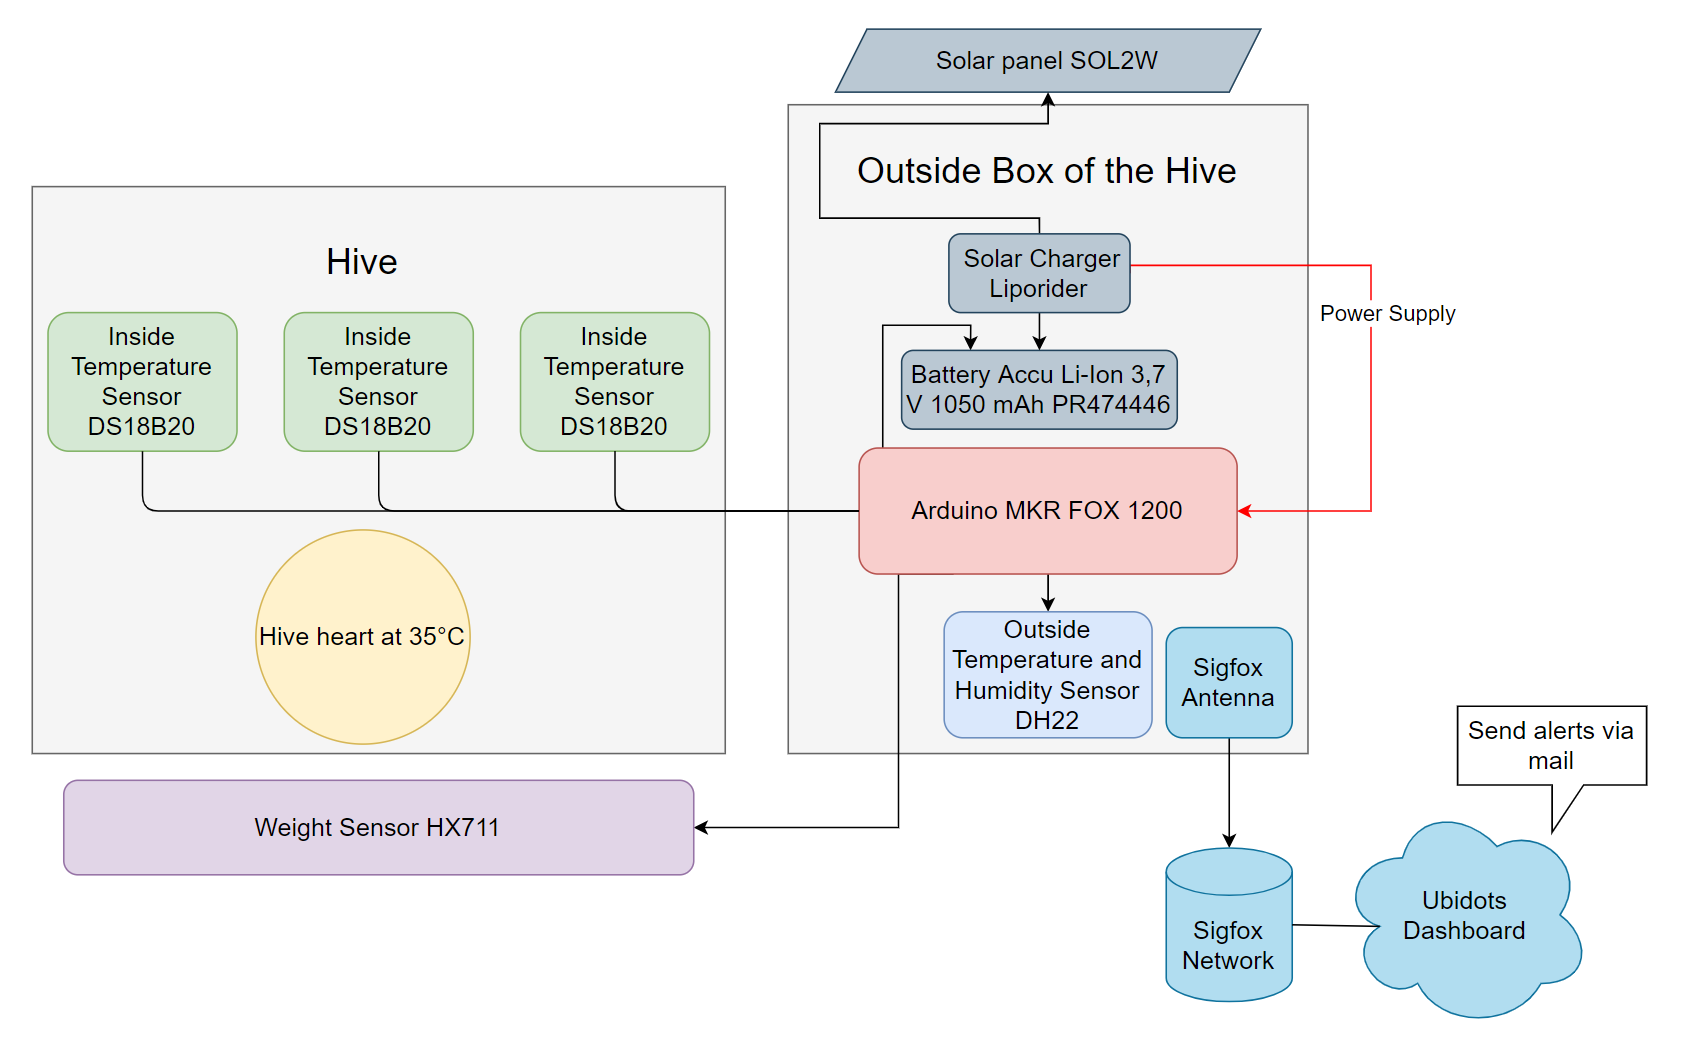 Solar panel SOL2W
Outside Box of the Hive
Hive
Solar Charger
Liporider
Power Supply
Inside
Temperature
Sensor
DS18B20
Inside
Temperature
Sensor
DS18B20
Inside
Temperature
Sensor
DS18B20
Battery Accu Li-Ion 3,7
V 1050 mAh PR474446
Arduino MKR FOX 1200
Hive heart at 35°C
Outside
Temperature and
Humidity Sensor
DH22
Sigfox
Antenna
Send alerts via
mail
Weight Sensor HX711
Sigfox
Network
Ubidots
Dashboard